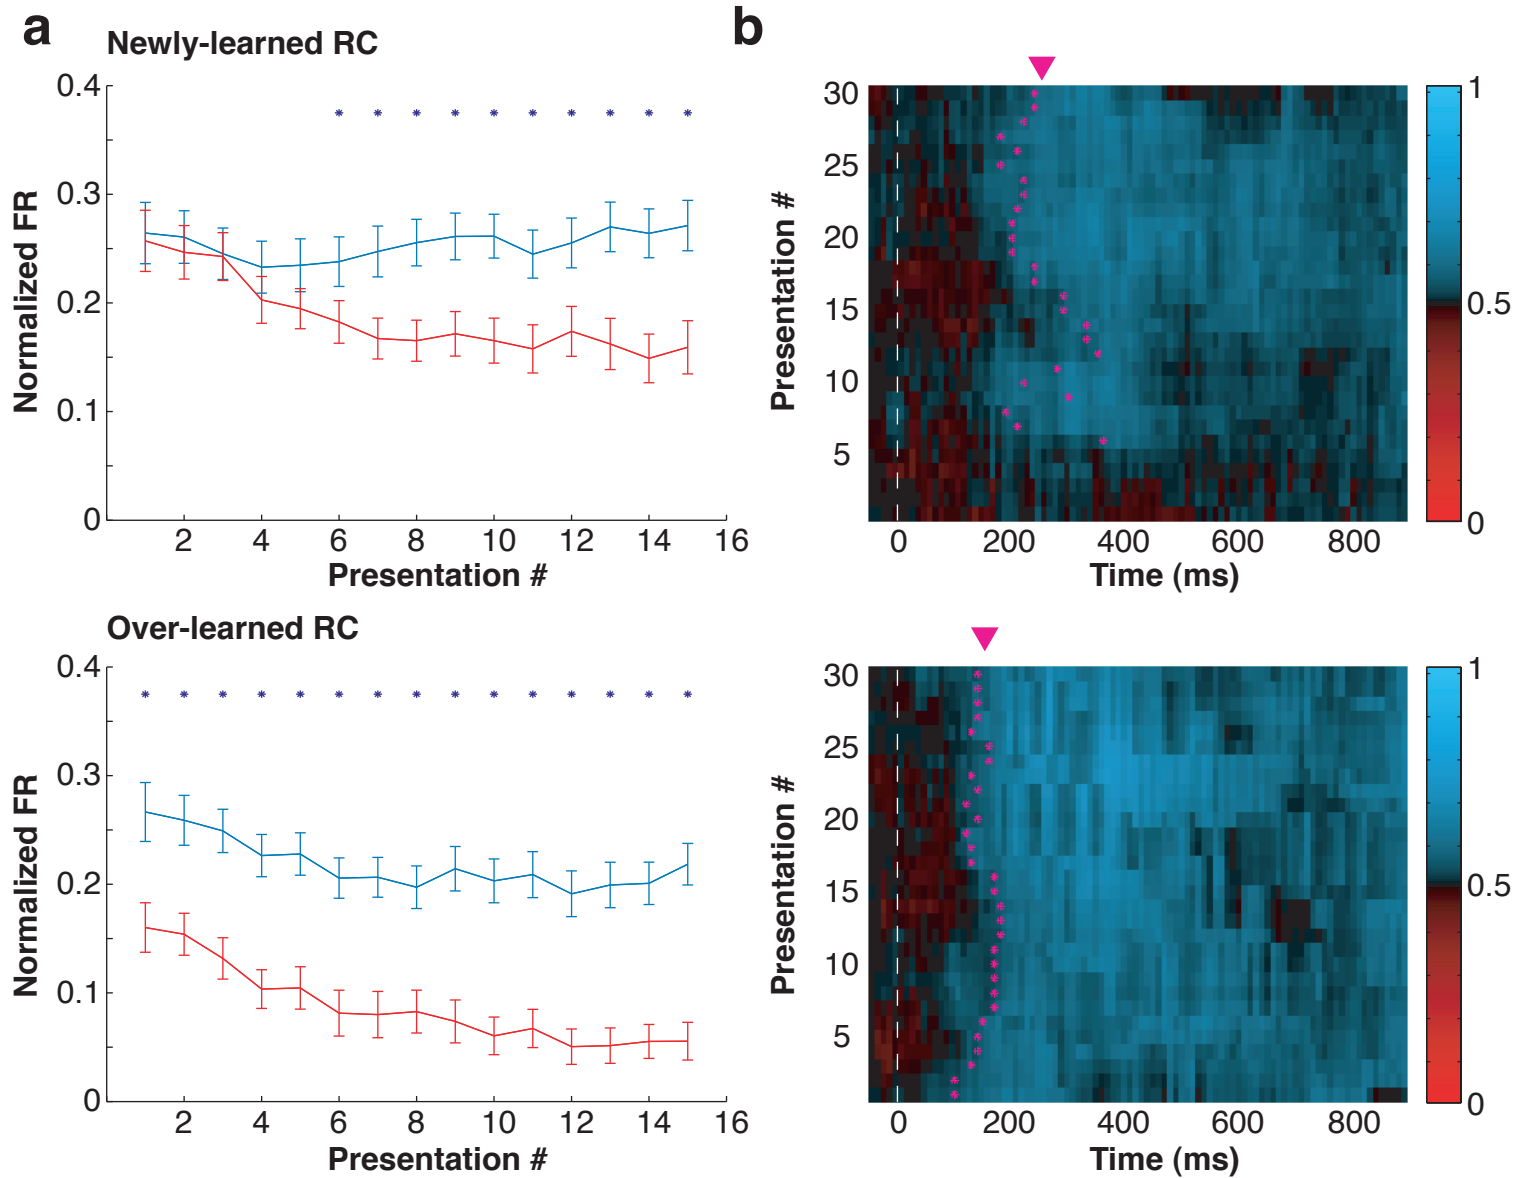 a
Newly-learned RC
0.4
0.3
0.2
0.1
0
Normalized FR
2 4 6 8 10 12 14 16
Presentation #
b
30
25
20
15
10
5
Presentation #
0 200 400 600 800
Time (ms)
1
0.5
0
Over-learned RC
0.4
0.3
0.2
0.1
0
Normalized FR
2 4 6 8 10 12 14 16
Presentation #
30
25
20
15
10
5
Presentation #
0 200 400 600 800
Time (ms)
1
0.5
0